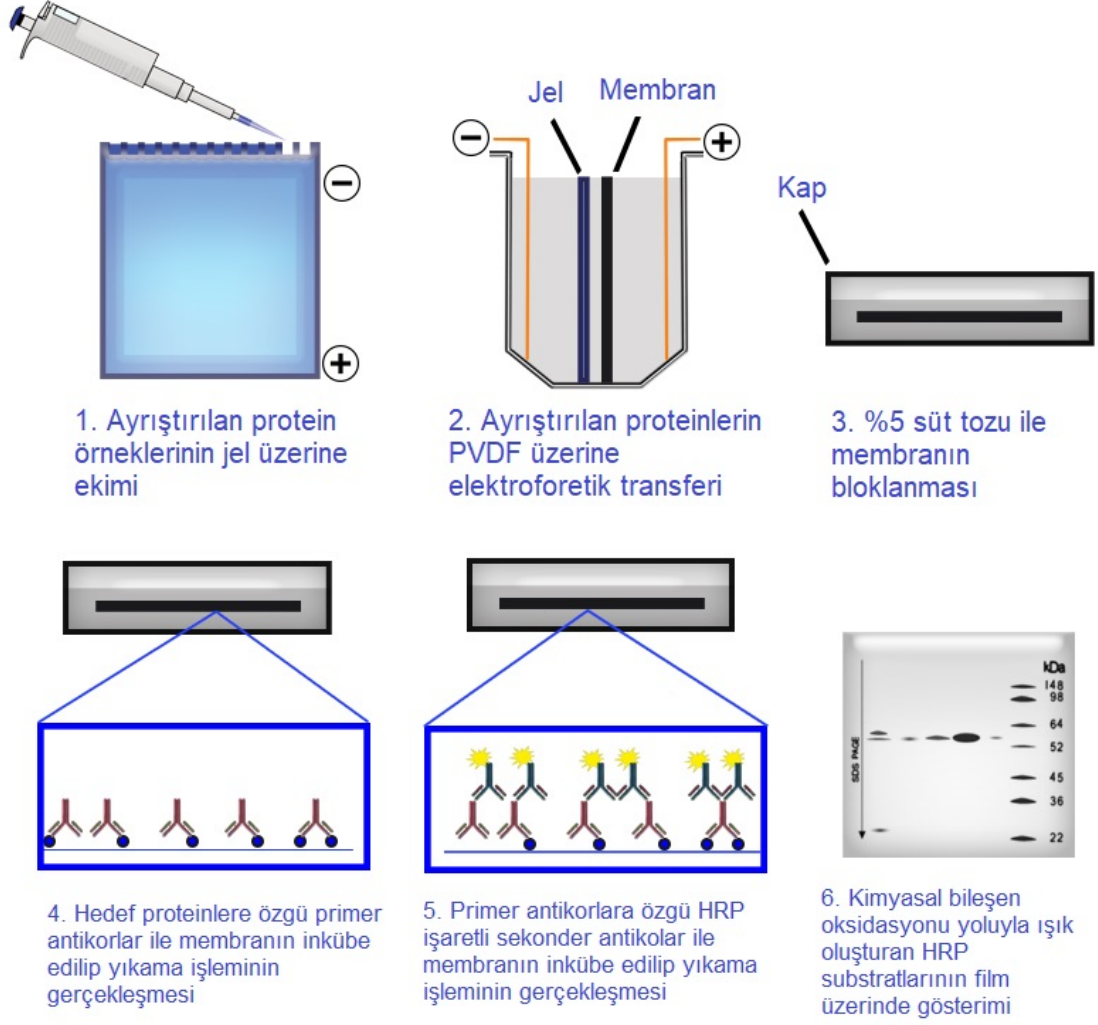 −
+
1. Ayrıştırılan protein
örneklerinin jel üzerine
ekimi
Jel
Membran
−
+
2. Ayrıştırılan proteinlerin
PVDF üzerine
elektroforetik transferi
Kap
3. %5 süt tozu ile
membranın
bloklanması
4. Hedef proteinlere özgü primer
antikorlar ile membranın inkübe
edilip yıkama işleminin
gerçekleşmesi
5. Primer antikorlara özgü HRP
işaretli sekonder antikolar ile
membranın inkübe edilip yıkama
işleminin gerçekleşmesi
SDS PAGE
kDa
148
98
64
52
45
36
22
6. Kimyasal bileşen
oksidasyonu yoluyla ışık
oluşturan HRP
substratlarının film
üzerinde gösterimi